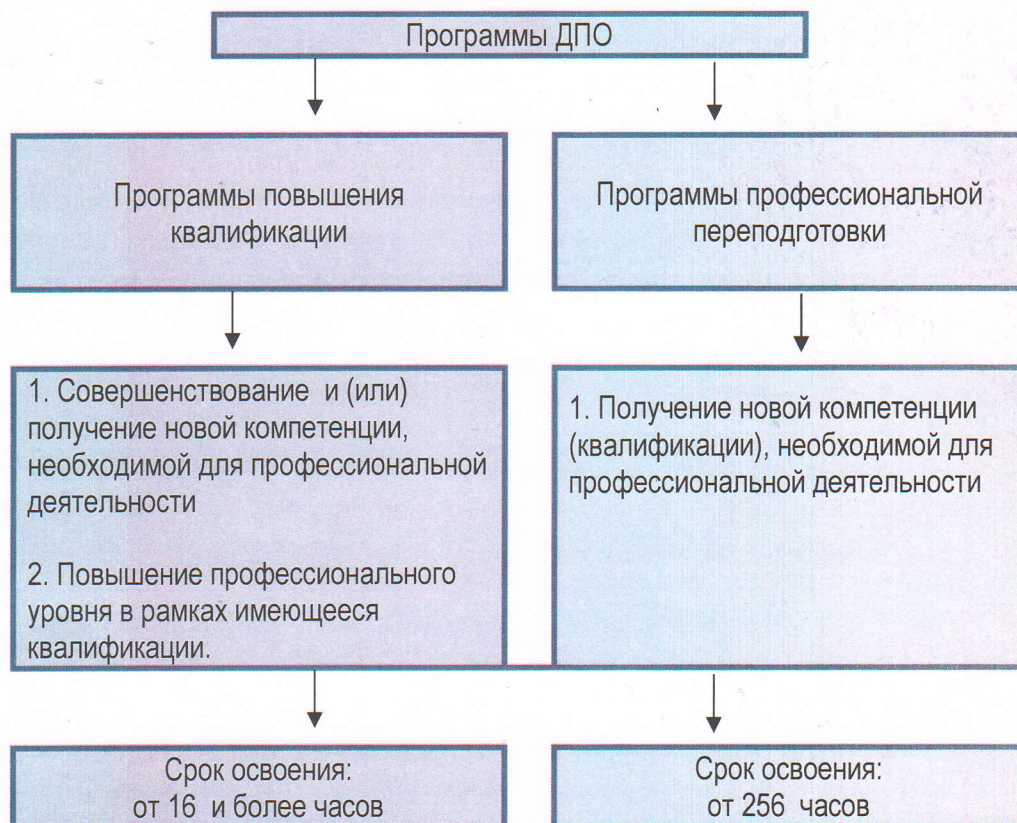 Программы ДПО
Программы повышения
квалификации
Программы профессиональной
переподготовки
1. Совершенствование и (или)
получение новой компетенции,
необходимой для профессиональной
деятельности
2. Повышение профессионального
уровня в рамках имеющееся
квалификации.
1. Получение новой компетенции
(квалификации), необходимой для
профессиональной деятельности
Срок освоения:
от 16 и более часов
Срок освоения:
от 256 часов